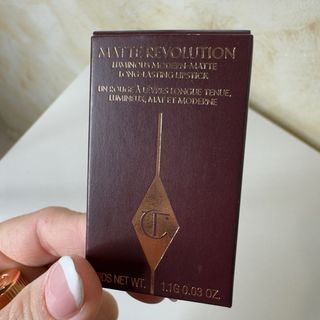 MATTE REVOLUTION
LUMINOUS MODERN-MATTE
LONG-LASTING LIPSTICK
UN ROUGE À LÈVRES LONGUE TENUE,
LUMINEUX, MAT ET MODERNE
CT
NET WT. 1.1G 0.03 OZ.